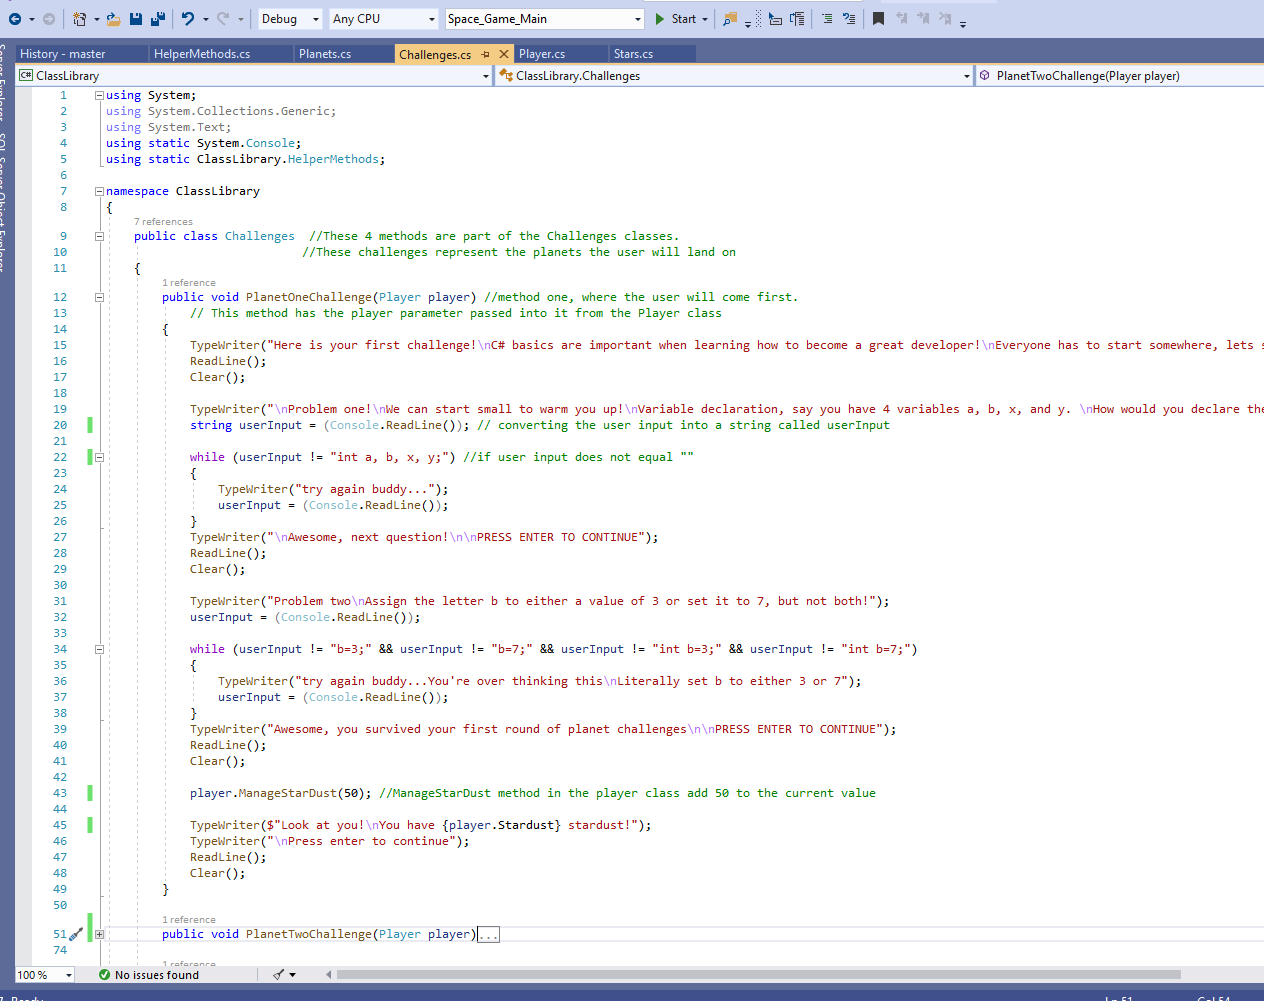 Debug Any CPU Space_Game_Main Start
History - master HelperMethods.cs Planets.cs Challenges.cs Player.cs Stars.cs
C# ClassLibrary ClassLibrary.Challenges PlanetTwoChallenge(Player player)
1 using System;
2 using System.Collections.Generic;
3 using System.Text;
4 using static System.Console;
5 using static ClassLibrary.HelperMethods;
6
7 namespace ClassLibrary
8 {
7 references
9 public class Challenges //These 4 methods are part of the Challenges classes.
10 //These challenges represent the planets the user will land on
11 {
1 reference
12 public void PlanetOneChallenge(Player player) //method one, where the user will come first.
13 // This method has the player parameter passed into it from the Player class
14 {
15 TypeWriter("Here is your first challenge!\nC# basics are important when learning how to become a great developer!\nEveryone has to start somewhere, lets
16 ReadLine();
17 Clear();
18
19 TypeWriter("\nProblem one!\nWe can start small to warm you up!\nVariable declaration, say you have 4 variables a, b, x, and y. \nHow would you declare
20 string userInput = (Console.ReadLine()); // converting the user input into a string called userInput
21
22 while (userInput != "int a, b, x, y;") //if user input does not equal ""
23 {
24 TypeWriter("try again buddy...");
25 userInput = (Console.ReadLine());
26 }
27 TypeWriter("\nAwesome, next question!\n\nPRESS ENTER TO CONTINUE");
28 ReadLine();
29 Clear();
30
31 TypeWriter("Problem two\nAssign the letter b to either a value of 3 or set it to 7, but not both!");
32 userInput = (Console.ReadLine());
33
34 while (userInput != "b=3;" && userInput != "b=7;" && userInput != "int b=3;" && userInput != "int b=7;")
35 {
36 TypeWriter("try again buddy...You're over thinking this\nLiterally set b to either 3 or 7");
37 userInput = (Console.ReadLine());
38 }
39 TypeWriter("Awesome, you survived your first round of planet challenges\n\nPRESS ENTER TO CONTINUE");
40 ReadLine();
41 Clear();
42
43 player.ManageStarDust(50); //ManageStarDust method in the player class add 50 to the current value
44
45 TypeWriter($"Look at you!\nYou have {player.Stardust} stardust!");
46 TypeWriter("\nPress enter to continue");
47 ReadLine();
48 Clear();
49 }
50
1 reference
51 public void PlanetTwoChallenge(Player player)...
74
1 reference
100 % No issues found